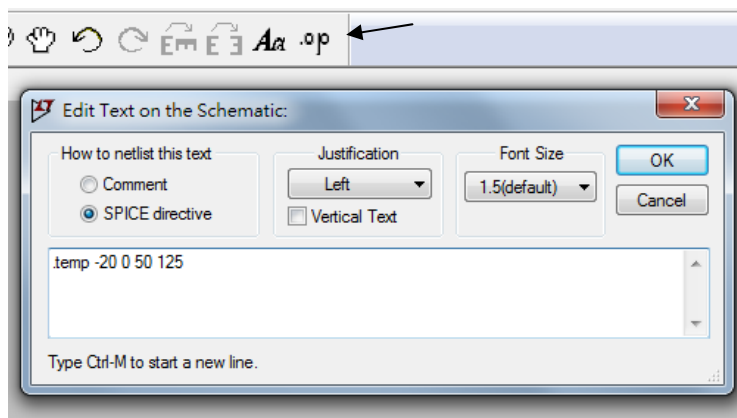 Aa .op
Edit Text on the Schematic:
How to netlist this text
Comment
SPICE directive
Justification
Left
Vertical Text
Font Size
1.5(default)
OK
Cancel
.temp -20 0 50 125
Type Ctrl-M to start a new line.